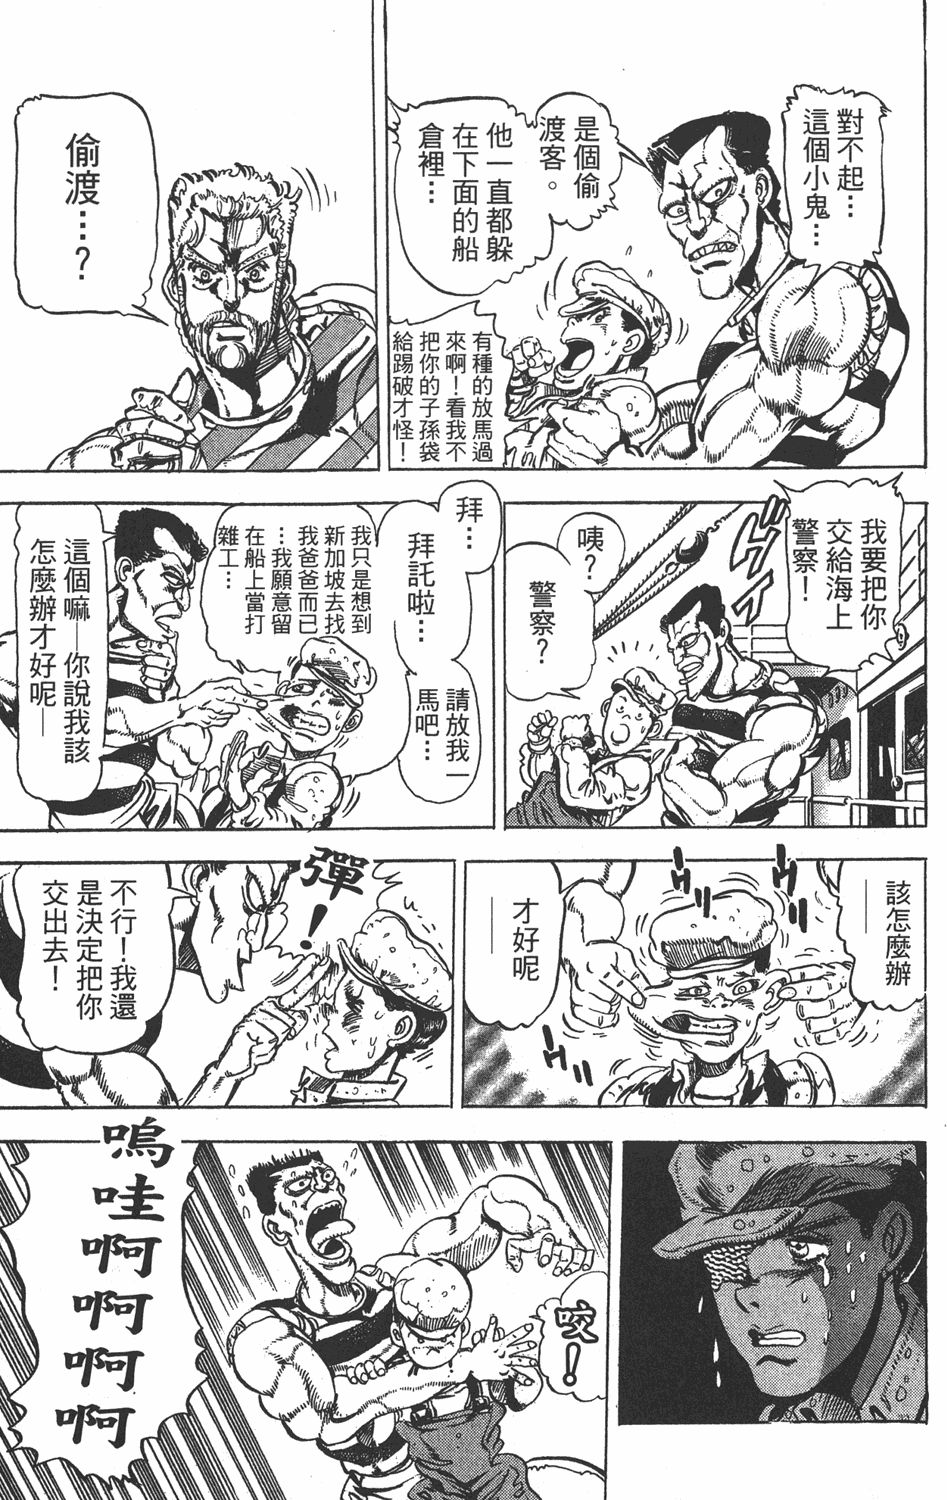 對不起…
這個小鬼…
是個偷
渡客。
他一直都躲
在下面的船
倉裡…
有種的放馬過
來啊！看我不
把你的子孫袋
給踢破才怪！
偷渡…？
我要把你
交給海上
警察！
咦？
警察？
拜…
拜託啦…
請放我一
馬吧…
我只是想到
新加坡去找
我爸爸而已
…我願意留
在船上當打
雜工…
這個嘛─你說我該
怎麼辦才好呢─
─該怎麼辦
才好呢─
彈！
不行！我還
是決定把你
交出去！
咬！
嗚哇啊啊啊啊